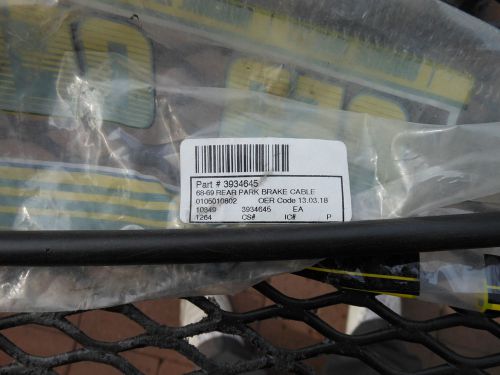 Part # 3934645
68-69 REAR PARK BRAKE CABLE
0105010802 OER Code 13.03.18
10349 3934645 EA
1264 CS# IC# P